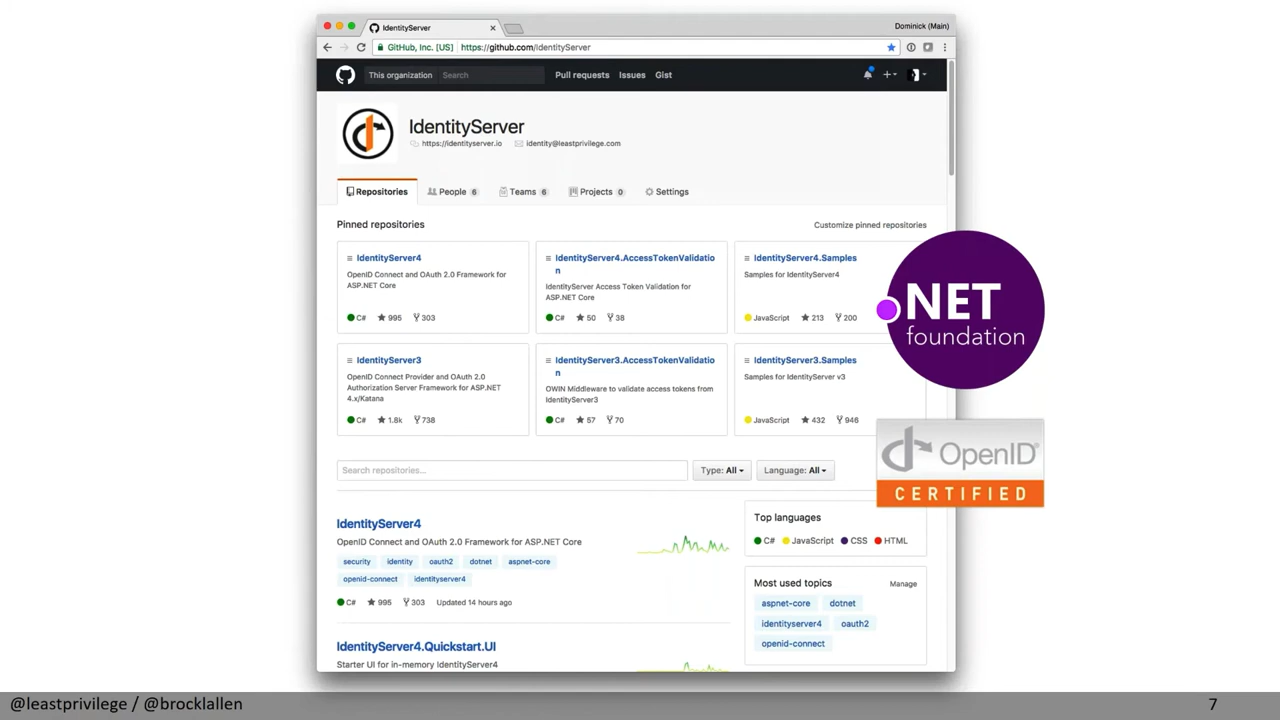 IdentityServer
Dominick (Main)
GitHub, Inc. [US] https://github.com/IdentityServer
This organization Search Pull requests Issues Gist
IdentityServer
https://identityserver.io identity@leastprivilege.com
Repositories People 6 Teams 6 Projects 0 Settings
Pinned repositories Customize pinned repositories
IdentityServer4
OpenID Connect and OAuth 2.0 Framework for
ASP.NET Core
C# 995 303
IdentityServer4.AccessTokenValidatio
n
IdentityServer Access Token Validation for
ASP.NET Core
C# 50 38
IdentityServer4.Samples
Samples for IdentityServer4
JavaScript 213 200
IdentityServer3
OpenID Connect Provider and OAuth 2.0
Authorization Server Framework for ASP.NET
4.x/Katana
C# 1.8k 738
IdentityServer3.AccessTokenValidatio
n
OWIN Middleware to validate access tokens from
IdentityServer3
C# 57 70
IdentityServer3.Samples
Samples for IdentityServer v3
JavaScript 432 946
.NET
foundation
OpenID®
CERTIFIED
Search repositories... Type: All Language: All
IdentityServer4
OpenID Connect and OAuth 2.0 Framework for ASP.NET Core
security identity oauth2 dotnet aspnet-core
openid-connect identityserver4
C# 995 303 Updated 14 hours ago
IdentityServer4.Quickstart.UI
Starter UI for in-memory IdentityServer4
Top languages
C# JavaScript CSS HTML
Most used topics Manage
aspnet-core dotnet
identityserver4 oauth2
openid-connect
@leastprivilege / @brocklallen 7